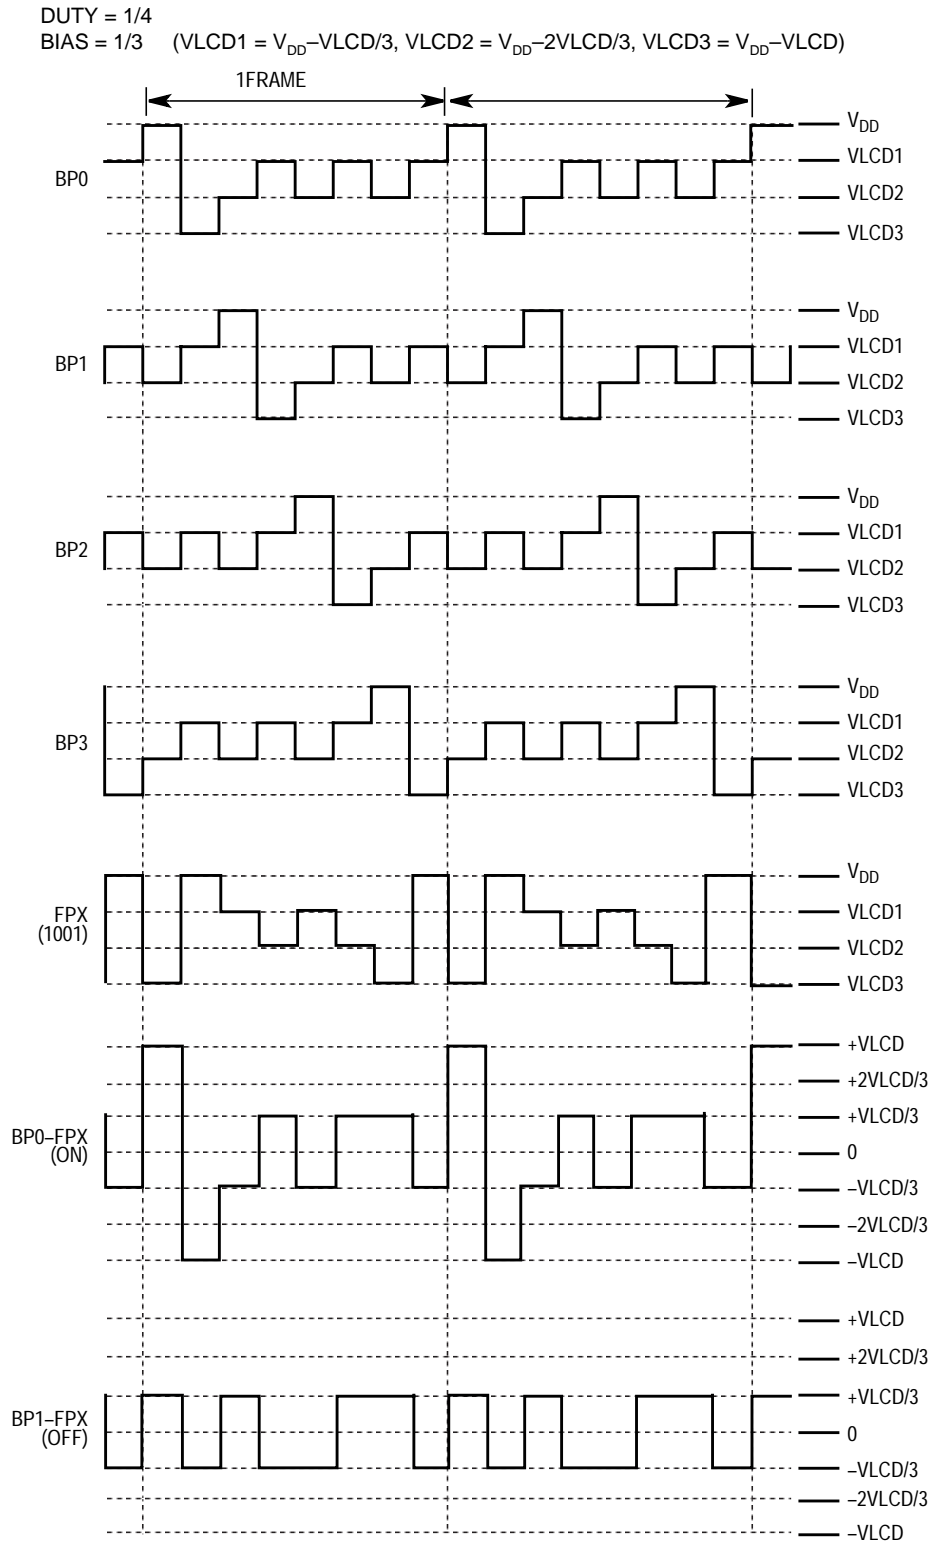 DUTY = 1/4
BIAS = 1/3 (VLCD1 = VDD–VLCD/3, VLCD2 = VDD–2VLCD/3, VLCD3 = VDD–VLCD)
1FRAME
BP0
VDD
VLCD1
VLCD2
VLCD3
BP1
VDD
VLCD1
VLCD2
VLCD3
BP2
VDD
VLCD1
VLCD2
VLCD3
BP3
VDD
VLCD1
VLCD2
VLCD3
FPX
(1001)
VDD
VLCD1
VLCD2
VLCD3
BP0–FPX
(ON)
+VLCD
+2VLCD/3
+VLCD/3
0
–VLCD/3
–2VLCD/3
–VLCD
BP1–FPX
(OFF)
+VLCD
+2VLCD/3
+VLCD/3
0
–VLCD/3
–2VLCD/3
–VLCD